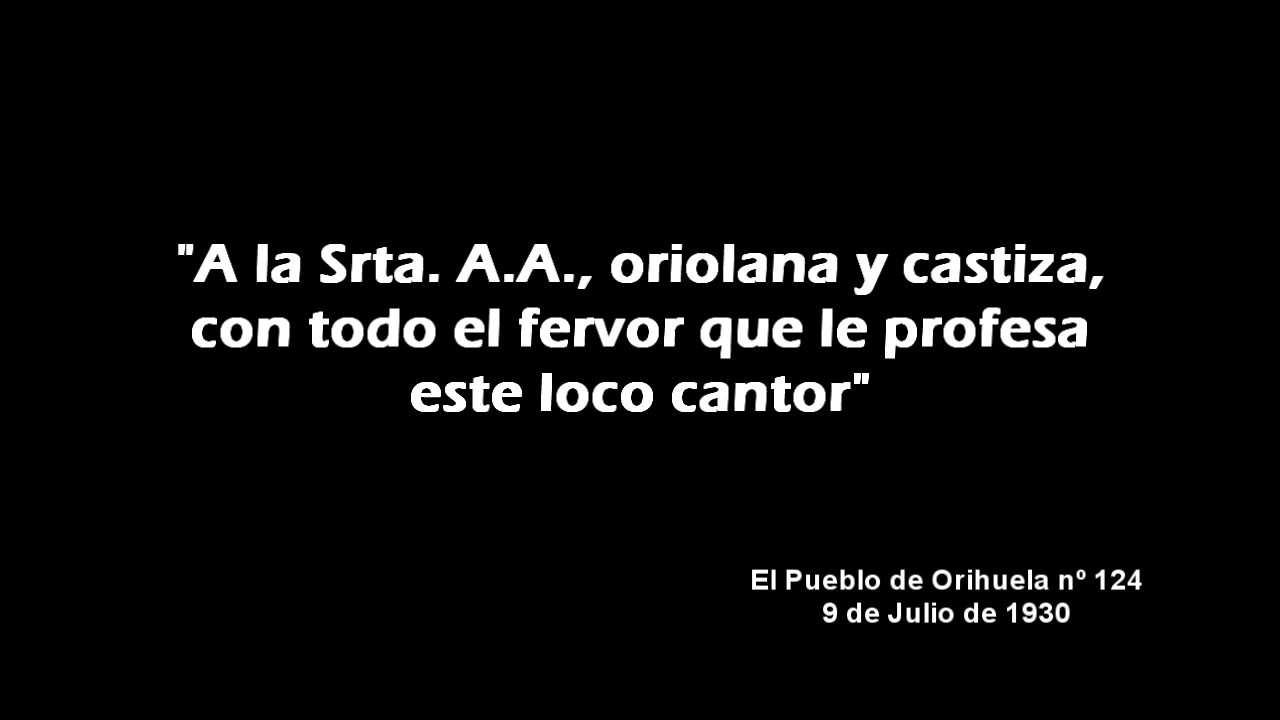 "A la Srta. A.A., oriolana y castiza,
con todo el fervor que le profesa
este loco cantor"
El Pueblo de Orihuela nº 124
9 de Julio de 1930